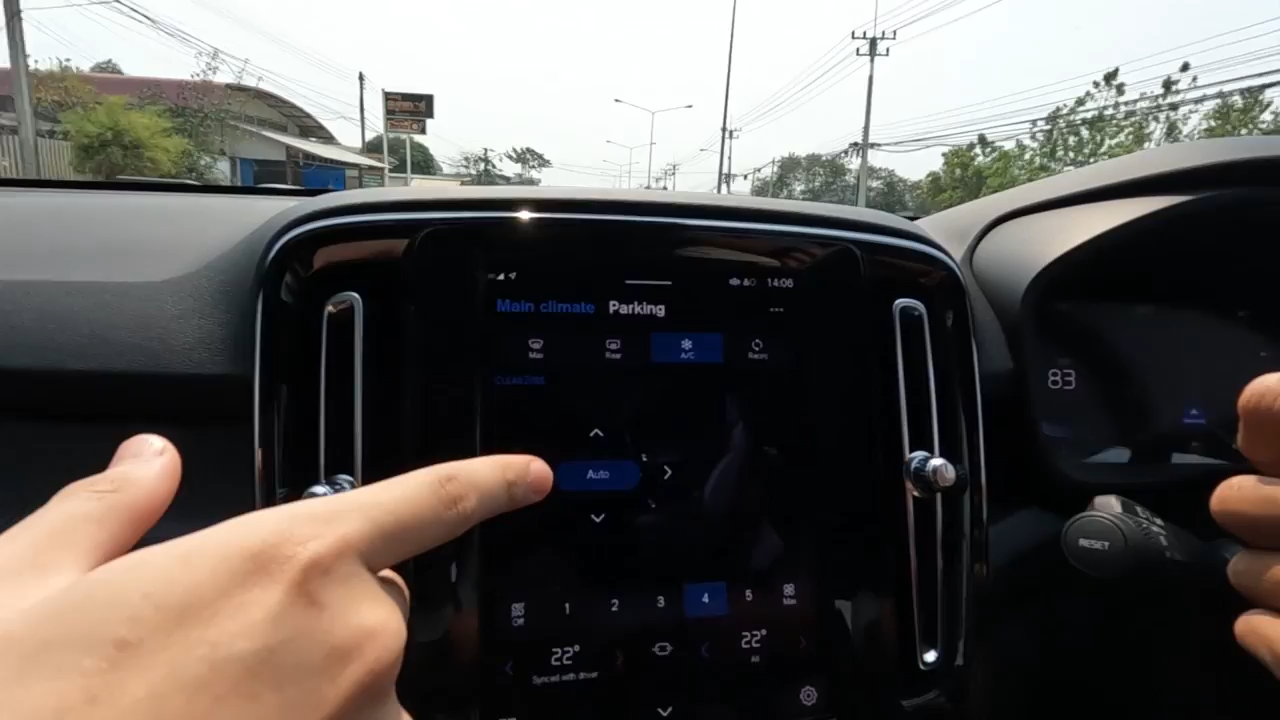 14:06
Main climate Parking
Max Rear A/C Recirc
CLEANZONE
83
Auto
RESET
Off 1 2 3 4 5 Max
22° 22°
Synced with driver All